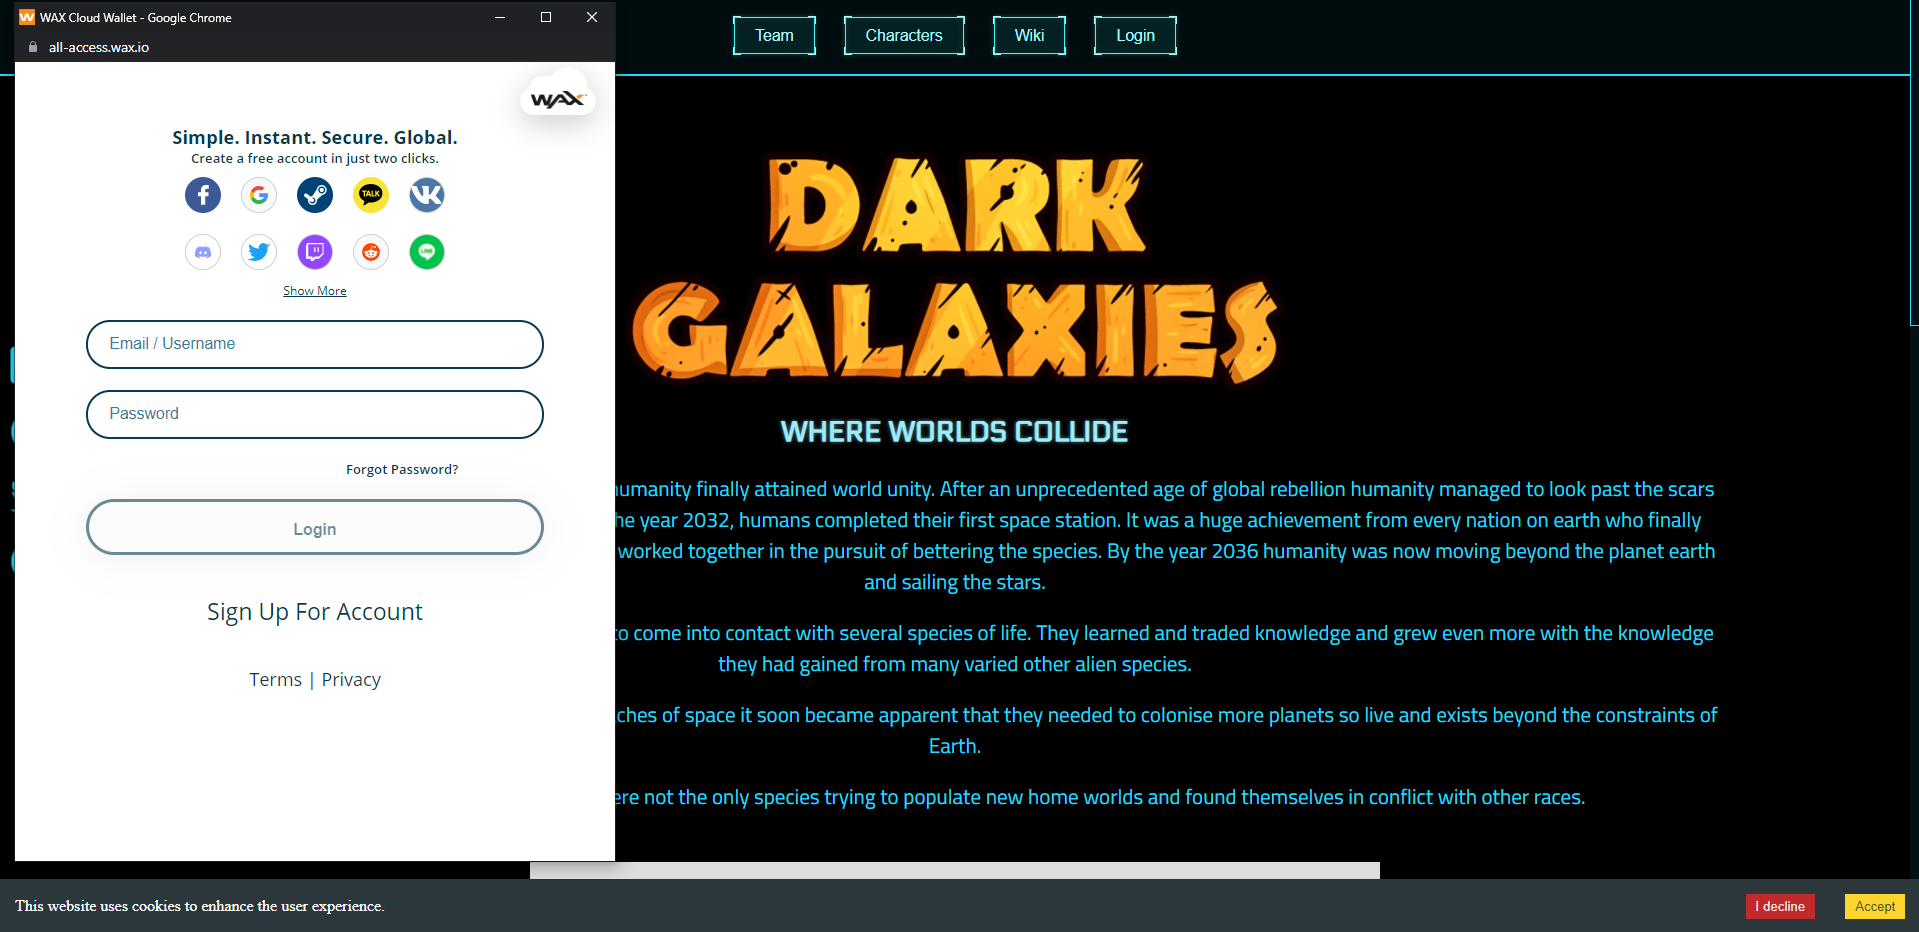 WAX Cloud Wallet - Google Chrome
all-access.wax.io
WAX
Simple. Instant. Secure. Global.
Create a free account in just two clicks.
TALK
LINE
Show More
Email / Username
Password
Forgot Password?
Login
Sign Up For Account
Terms | Privacy
Team
Characters
Wiki
Login
DARK
GALAXIES
WHERE WORLDS COLLIDE
humanity finally attained world unity. After an unprecedented age of global rebellion humanity managed to look past the scars
the year 2032, humans completed their first space station. It was a huge achievement from every nation on earth who finally
worked together in the pursuit of bettering the species. By the year 2036 humanity was now moving beyond the planet earth
and sailing the stars.
to come into contact with several species of life. They learned and traded knowledge and grew even more with the knowledge
they had gained from many varied other alien species.
ches of space it soon became apparent that they needed to colonise more planets so live and exists beyond the constraints of
Earth.
ere not the only species trying to populate new home worlds and found themselves in conflict with other races.
This website uses cookies to enhance the user experience.
I decline
Accept